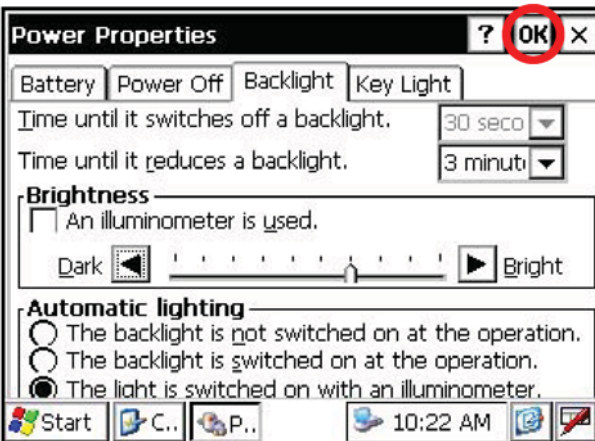 Power Properties ? OK ×
Battery Power Off Backlight Key Light
Time until it switches off a backlight. 30 seco
Time until it reduces a backlight. 3 minut
Brightness
An illuminometer is used.
Dark Bright
Automatic lighting
The backlight is not switched on at the operation.
The backlight is switched on at the operation.
The light is switched on with an illuminometer.
Start C.. P.. 10:22 AM